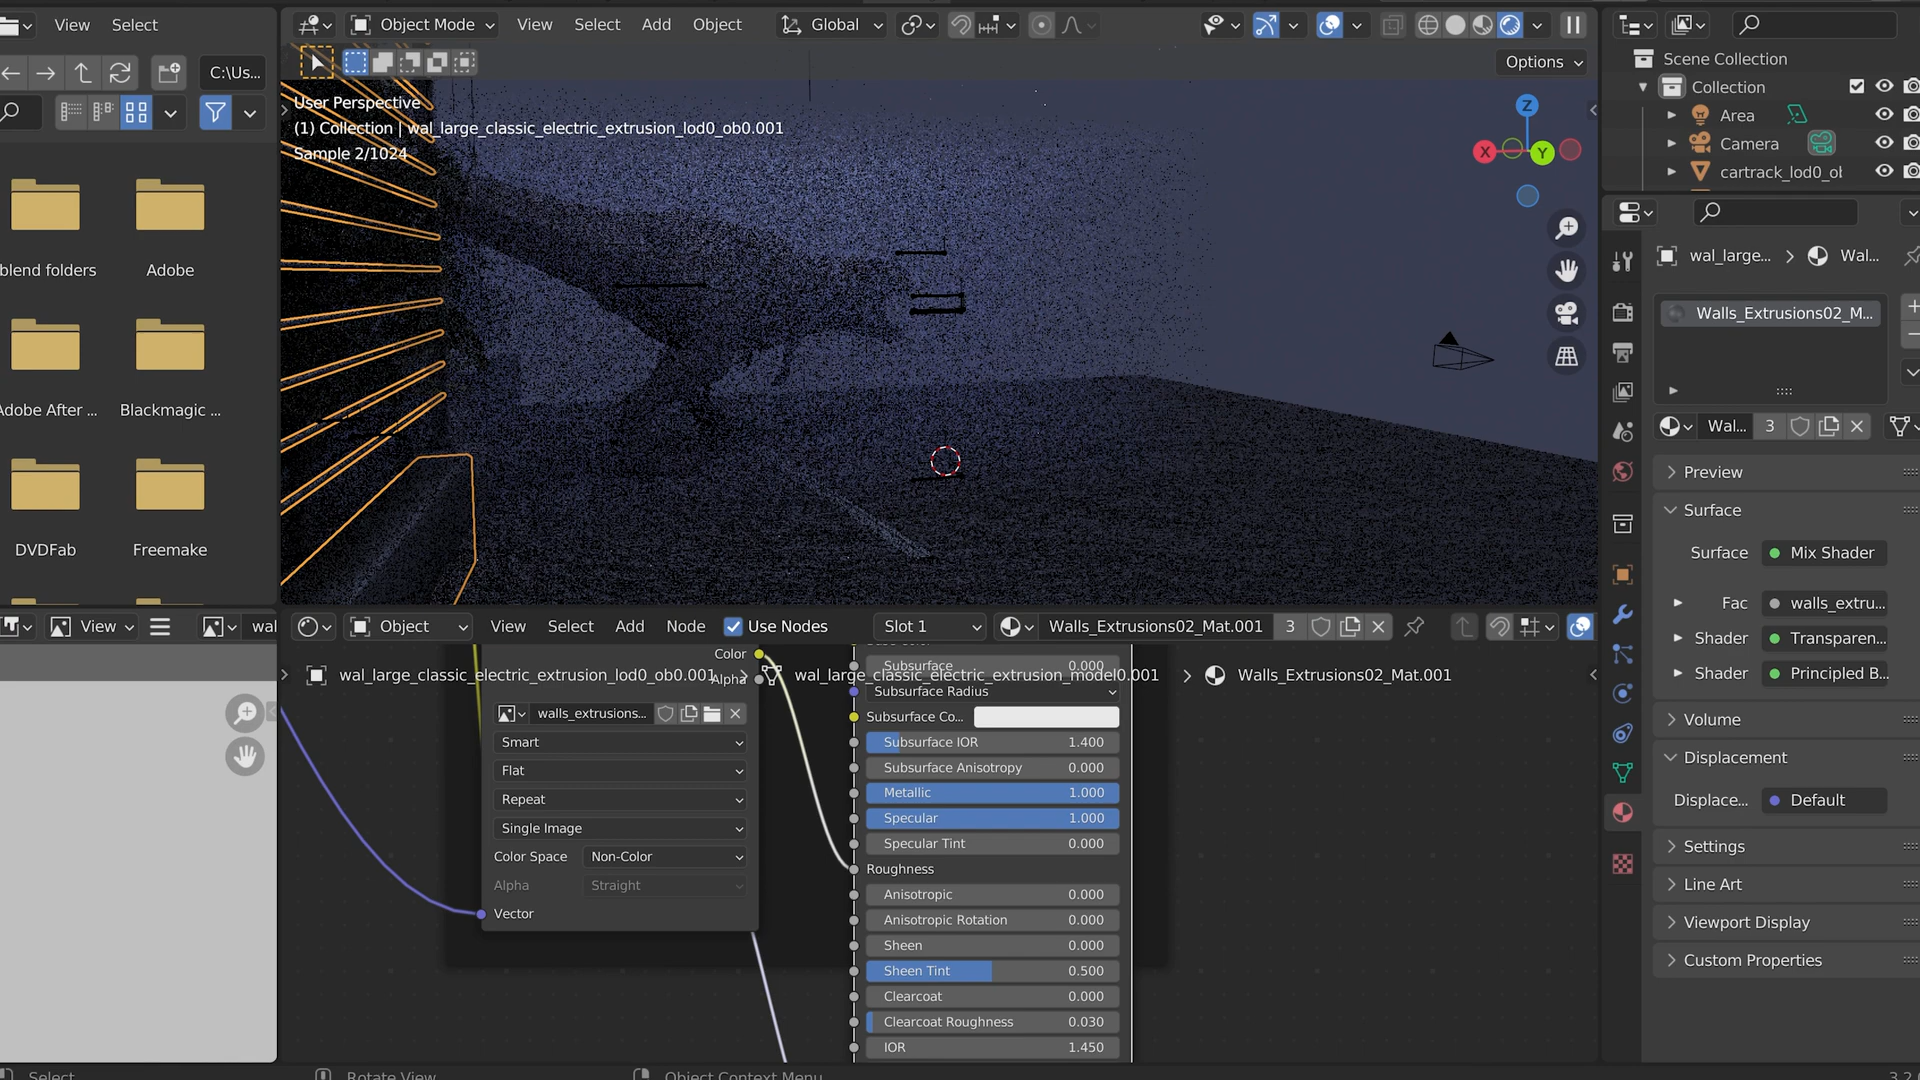 View Select
Object Mode View Select Add Object Global
C:\Us...
Options
User Perspective
(1) Collection | wal_large_classic_electric_extrusion_lod0_ob0.001
Sample 2/1024
Z
X
Y
blend folders
Adobe
Adobe After ...
Blackmagic ...
DVDFab
Freemake
Scene Collection
Collection
Area
Camera
cartrack_lod0_ob
wal_large... Wal...
Walls_Extrusions02_M...
Wal... 3
Preview
Surface
Surface Mix Shader
Fac walls_extru...
Shader Transparen...
Shader Principled B...
Volume
Displacement
Displace... Default
Settings
Line Art
Viewport Display
Custom Properties
View wal
Object View Select Add Node Use Nodes Slot 1 Walls_Extrusions02_Mat.001 3
wal_large_classic_electric_extrusion_lod0_ob0.001 wal_large_classic_electric_extrusion_model0.001 Walls_Extrusions02_Mat.001
Color
Alpha
walls_extrusions...
Smart
Flat
Repeat
Single Image
Color Space Non-Color
Alpha Straight
Vector
Subsurface 0.000
Subsurface Radius
Subsurface Co...
Subsurface IOR 1.400
Subsurface Anisotropy 0.000
Metallic 1.000
Specular 1.000
Specular Tint 0.000
Roughness
Anisotropic 0.000
Anisotropic Rotation 0.000
Sheen 0.000
Sheen Tint 0.500
Clearcoat 0.000
Clearcoat Roughness 0.030
IOR 1.450
Select Rotate View Object Context Menu